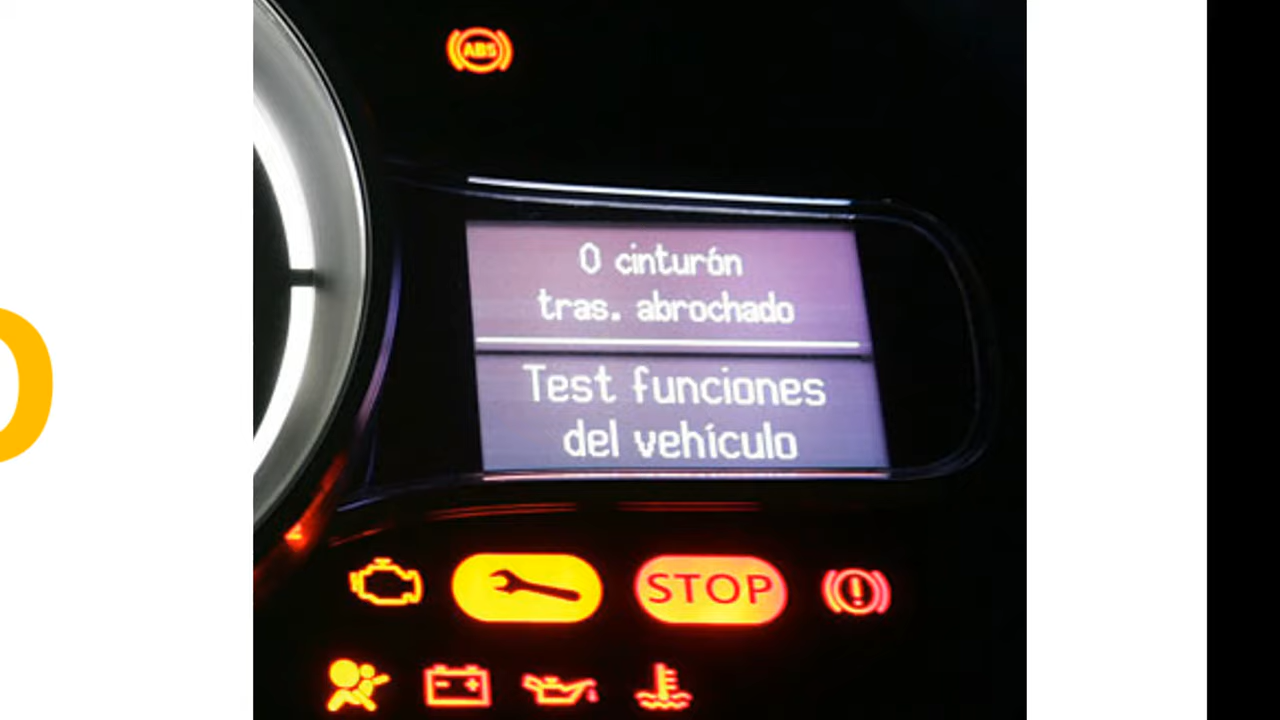 ABS
0 cinturón
tras. abrochado
Test funciones
del vehículo
STOP